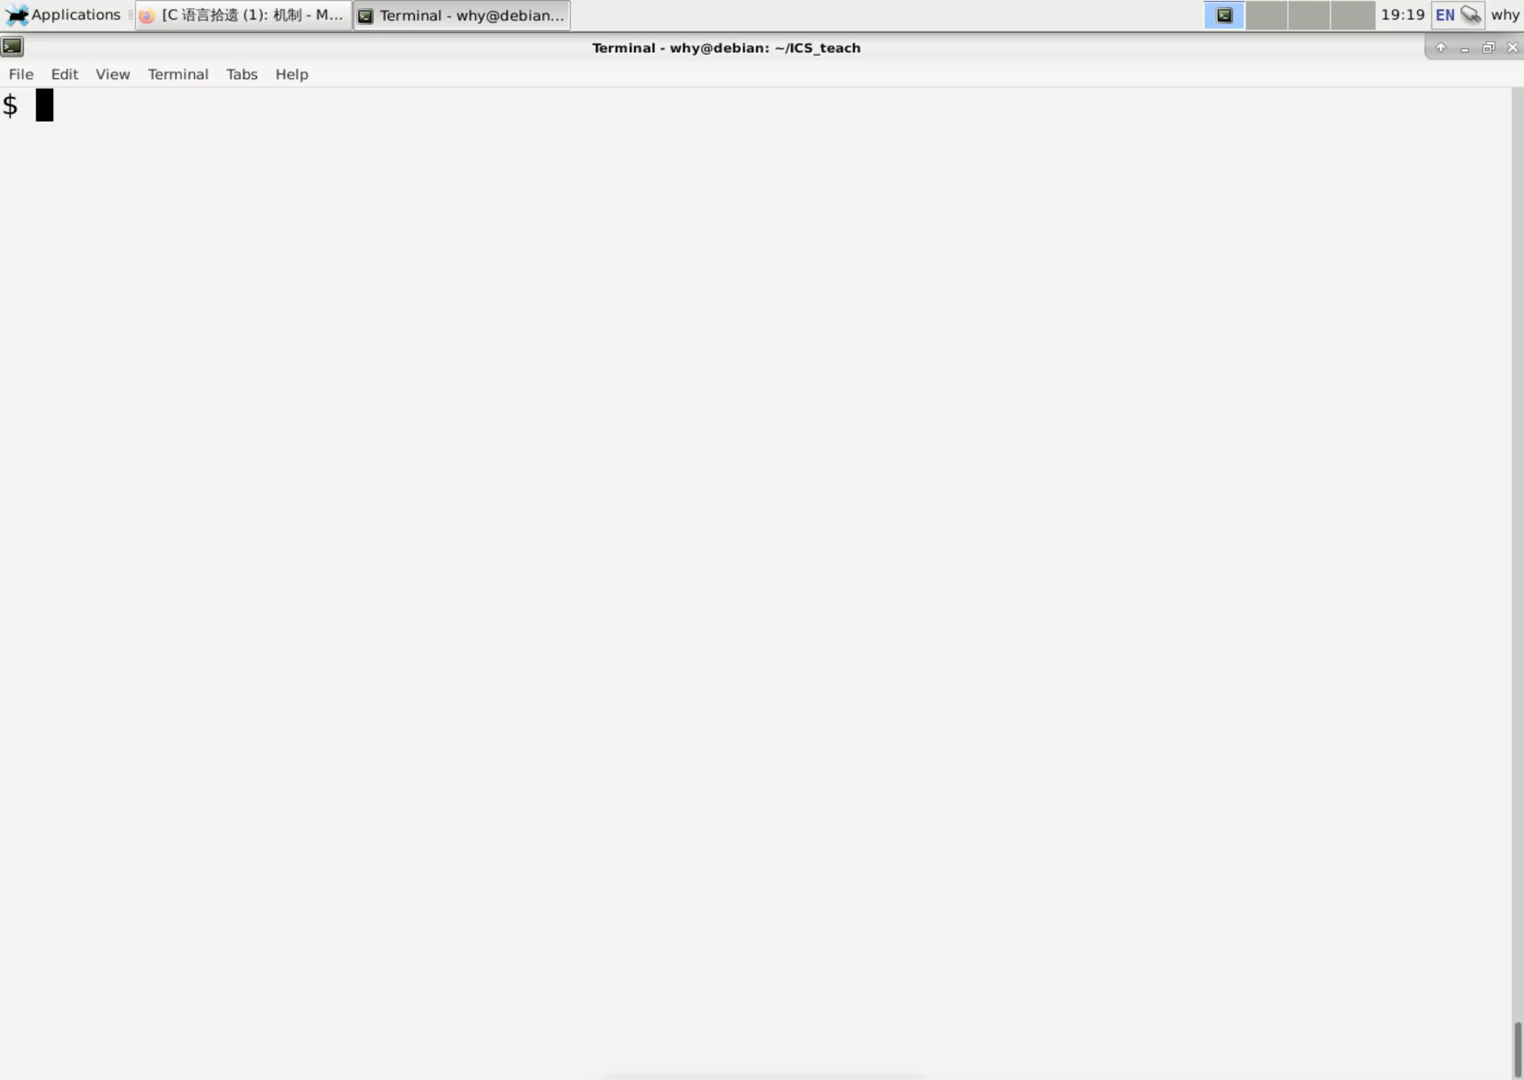 Applications [C 语言拾遗 (1): 机制 - M... Terminal - why@debian... 19:19 EN why
Terminal - why@debian: ~/ICS_teach
File Edit View Terminal Tabs Help
$